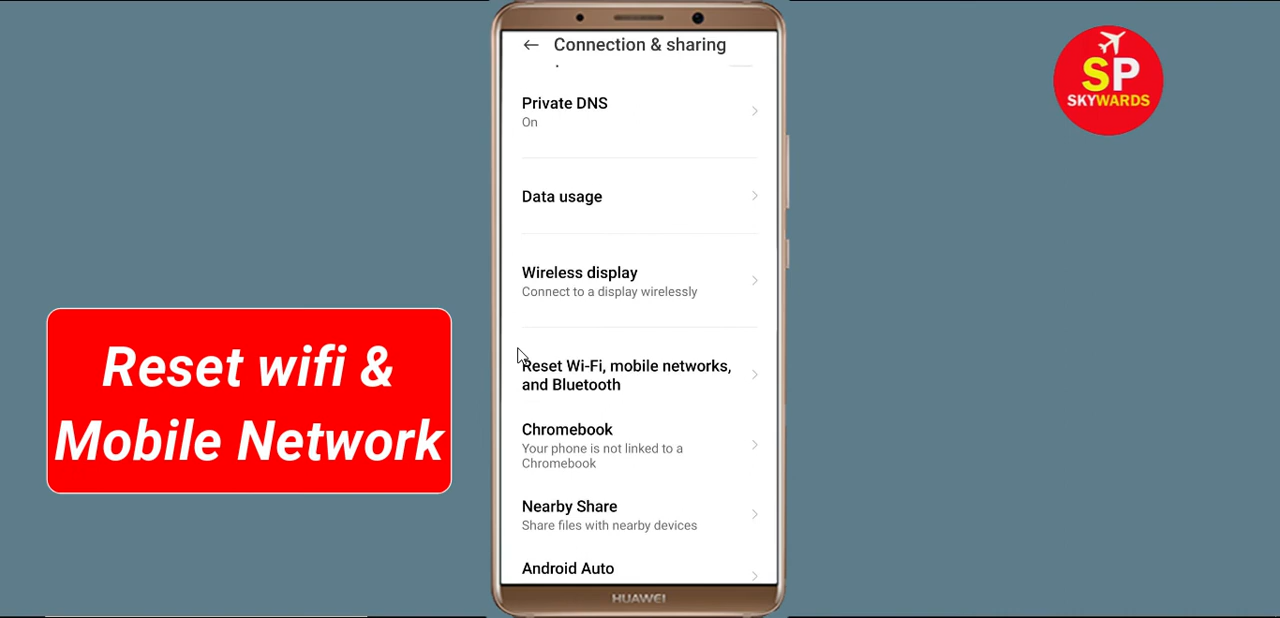 Connection & sharing
Private DNS
On
Data usage
Wireless display
Connect to a display wirelessly
Reset Wi-Fi, mobile networks,
and Bluetooth
Chromebook
Your phone is not linked to a
Chromebook
Nearby Share
Share files with nearby devices
Android Auto
HUAWEI
Reset wifi &
Mobile Network
SP
SKYWARDS